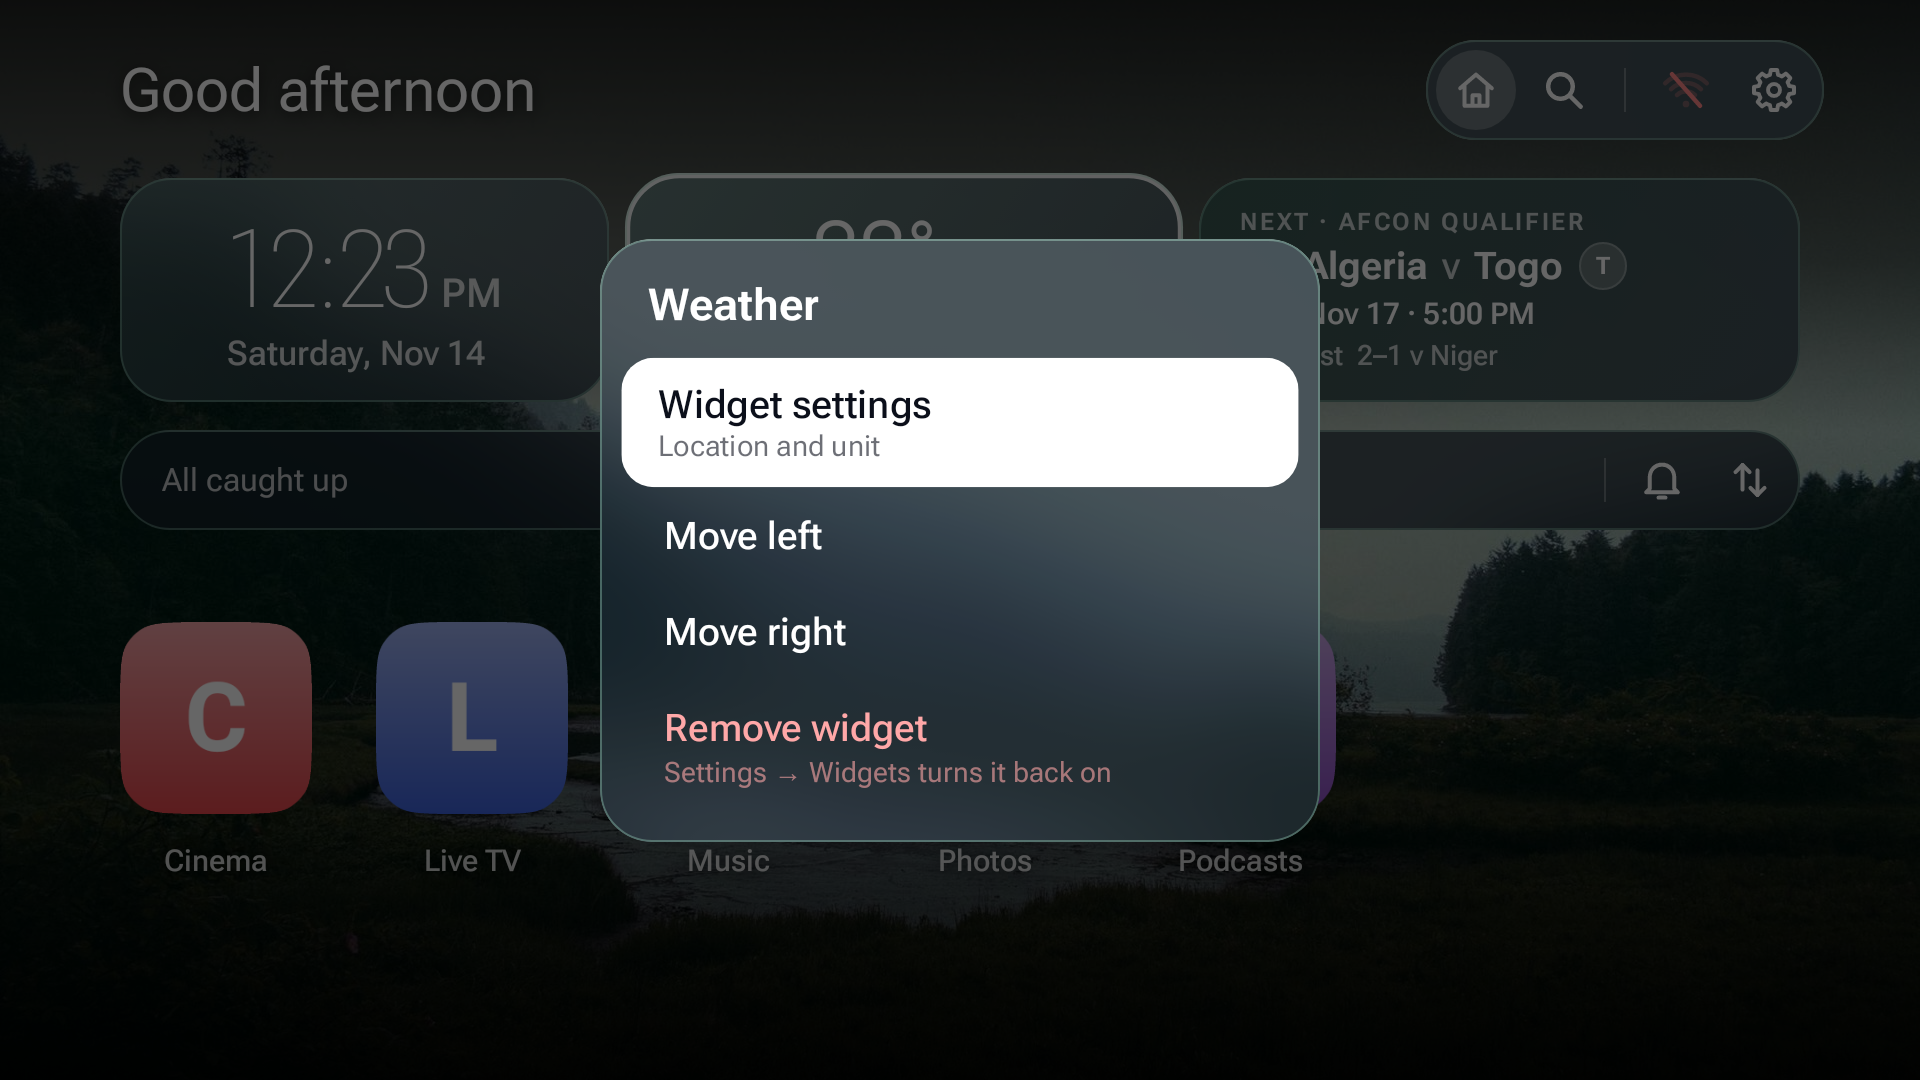 Good afternoon
12:23 PM
Saturday, Nov 14
NEXT · AFCON QUALIFIER
Algeria v Togo T
Nov 17 · 5:00 PM
2–1 v Niger
All caught up
Weather
Widget settings
Location and unit
Move left
Move right
Remove widget
Settings → Widgets turns it back on
C
L
Cinema
Live TV
Music
Photos
Podcasts